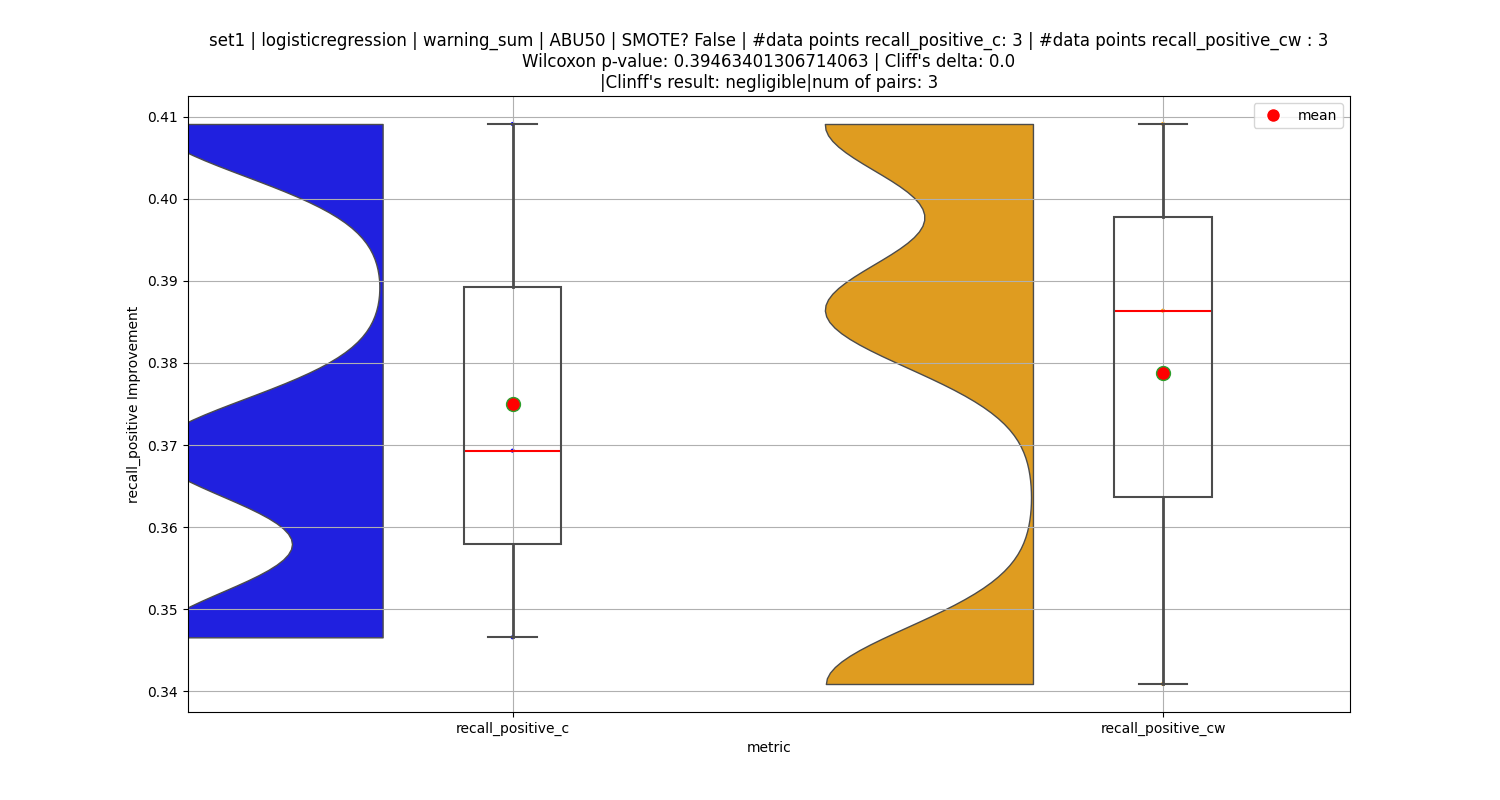 set1 | logisticregression | warning_sum | ABU50 | SMOTE? False | #data points recall_positive_c: 3 | #data points recall_positive_cw : 3
Wilcoxon p-value: 0.39463401306714063 | Cliff's delta: 0.0
|Clinff's result: negligible|num of pairs: 3
mean
0.41
0.40
0.39
0.38
0.37
0.36
0.35
0.34
recall_positive Improvement
recall_positive_c
recall_positive_cw
metric